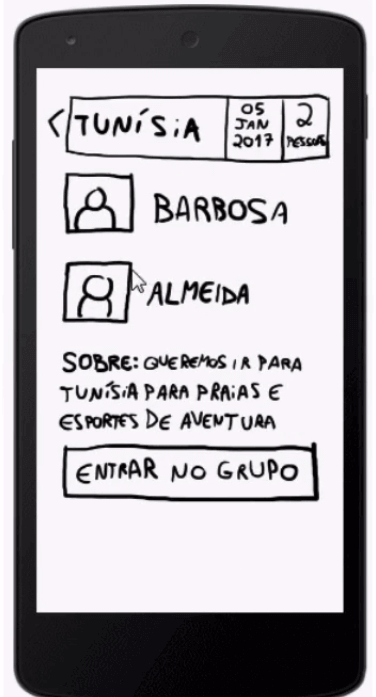 < TUNÍSIA 05 JAN 2017 2 PESSOAS
BARBOSA
ALMEIDA
SOBRE: QUEREMOS IR PARA
TUNÍSIA PARA PRAIAS E
ESPORTES DE AVENTURA
ENTRAR NO GRUPO